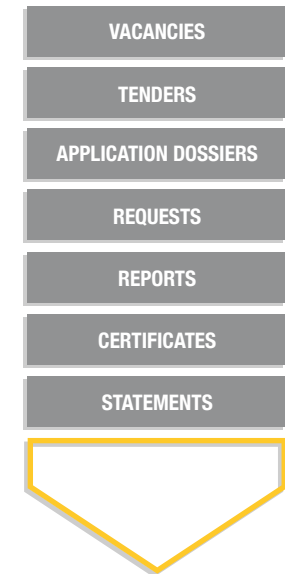 VACANCIES
TENDERS
APPLICATION DOSSIERS
REQUESTS
REPORTS
CERTIFICATES
STATEMENTS